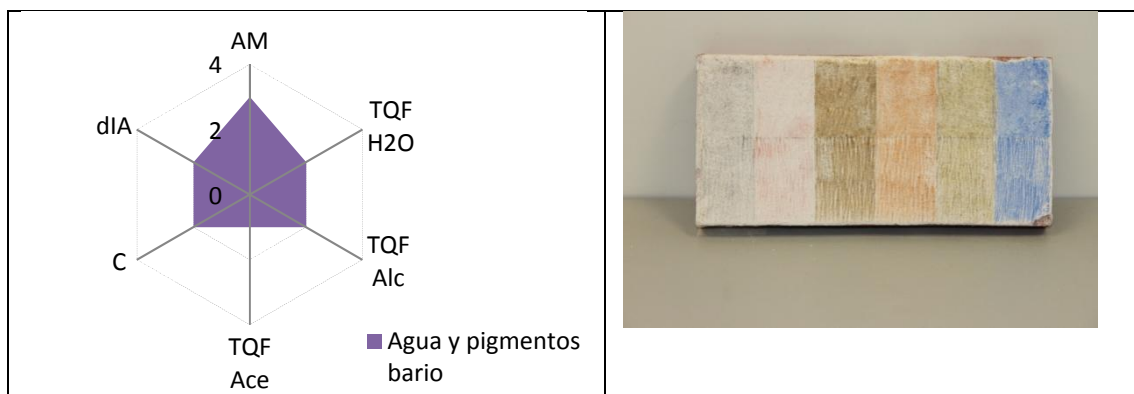 AM
4
TQF
H2O
dIA
2
0
C
TQF
Alc
TQF
Ace
Agua y pigmentos
bario